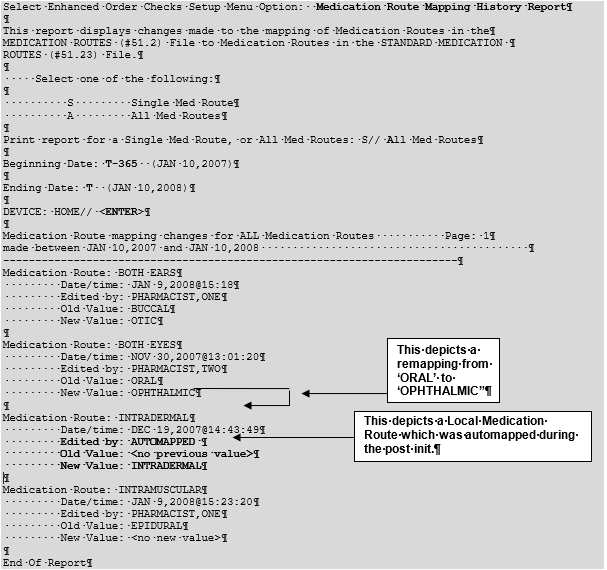 Select Enhanced Order Checks Setup Menu Option: Medication Route Mapping History Report¶
¶
This report displays changes made to the mapping of Medication Routes in the¶
MEDICATION ROUTES (#51.2) File to Medication Routes in the STANDARD MEDICATION ¶
ROUTES (#51.23) File.¶
¶
Select one of the following:¶
¶
S Single Med Route¶
A All Med Routes¶
¶
Print report for a Single Med Route, or All Med Routes: S// All Med Routes¶
¶
Beginning Date: T-365 (JAN 10,2007)¶
¶
Ending Date: T (JAN 10,2008)¶
¶
DEVICE: HOME// <ENTER>¶
¶
Medication Route mapping changes for ALL Medication Routes Page: 1¶
made between JAN 10,2007 and JAN 10,2008 ¶
-----------------------------------------------------------------------------¶
Medication Route: BOTH EARS¶
Date/time: JAN 9,2008@15:18¶
Edited by: PHARMACIST,ONE¶
Old Value: BUCCAL¶
New Value: OTIC¶
¶
Medication Route: BOTH EYES¶
Date/time: NOV 30,2007@13:01:20¶
Edited by: PHARMACIST,TWO¶
Old Value: ORAL¶
New Value: OPHTHALMIC¶
¶
This depicts a
remapping from
‘ORAL’ to
‘OPHTHALMIC”¶
Medication Route: INTRADERMAL¶
Date/time: DEC 19,2007@14:43:49¶
Edited by: AUTOMAPPED ¶
Old Value: <no previous value>¶
New Value: INTRADERMAL¶
¶
This depicts a Local Medication
Route which was automapped during
the post-init.¶
Medication Route: INTRAMUSCULAR¶
Date/time: JAN 9,2008@15:23:20¶
Edited by: PHARMACIST,ONE¶
Old Value: EPIDURAL¶
New Value: <no new value>¶
¶
End Of Report¶